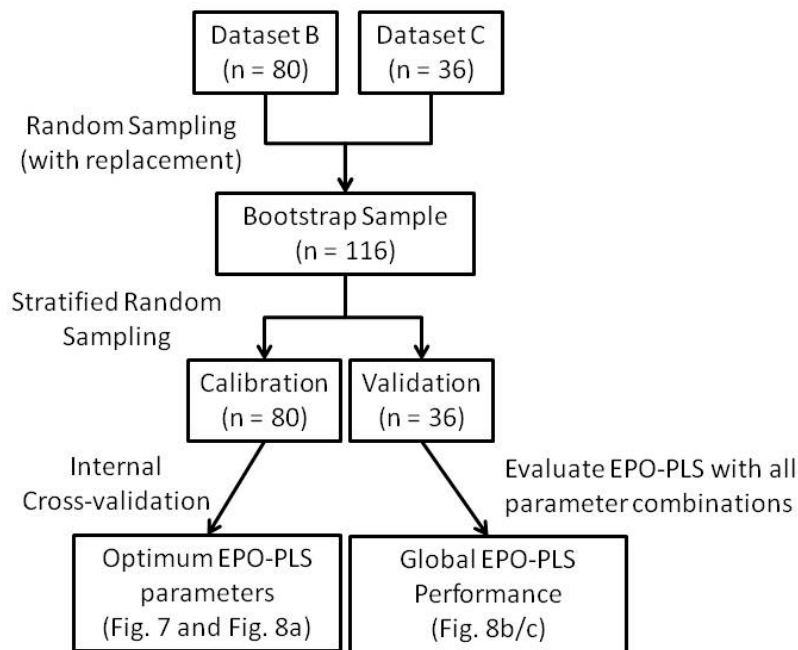 Dataset B
(n = 80)
Dataset C
(n = 36)
Random Sampling
(with replacement)
Bootstrap Sample
(n = 116)
Stratified Random
Sampling
Calibration
(n = 80)
Validation
(n = 36)
Internal
Cross-validation
Evaluate EPO-PLS with all
parameter combinations
Optimum EPO-PLS
parameters
(Fig. 7 and Fig. 8a)
Global EPO-PLS
Performance
(Fig. 8b/c)